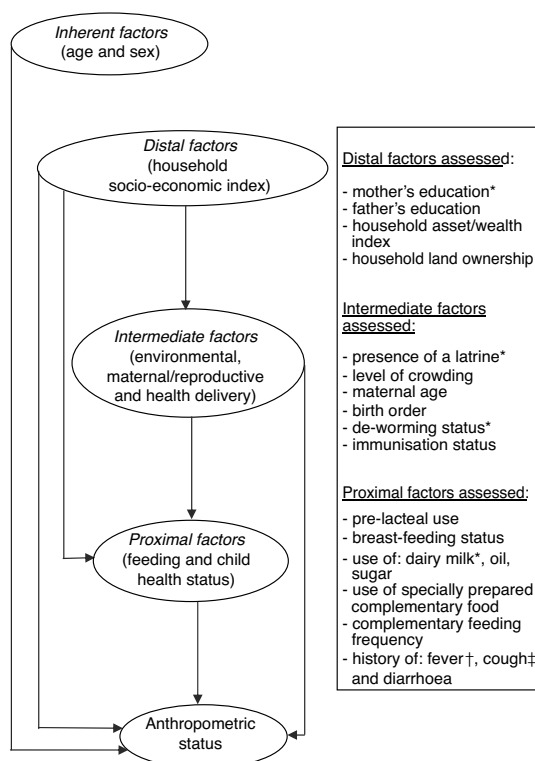 Inherent factors
(age and sex)
Distal factors
(household
socio-economic index)
Intermediate factors
(environmental,
maternal/reproductive
and health delivery)
Proximal factors
(feeding and child
health status)
Anthropometric
status
Distal factors assessed:
- mother's education*
- father's education
- household asset/wealth
index
- household land ownership
Intermediate factors
assessed:
- presence of a latrine*
- level of crowding
- maternal age
- birth order
- de-worming status*
- immunisation status
Proximal factors assessed:
- pre-lacteal use
- breast-feeding status
- use of: dairy milk*, oil,
sugar
- use of specially prepared
complementary food
- complementary feeding
frequency
- history of: fever†, cough‡
and diarrhoea